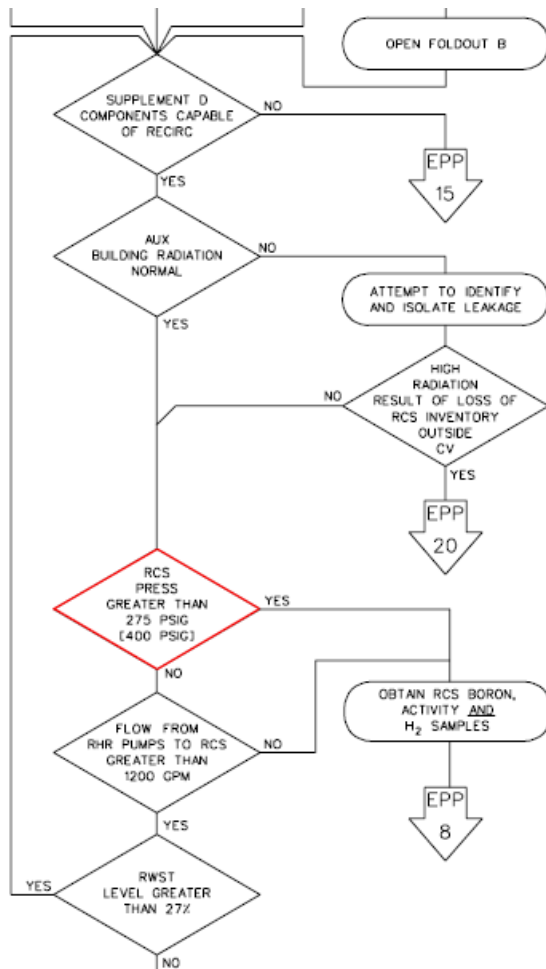 OPEN FOLDOUT B
SUPPLEMENT D
COMPONENTS CAPABLE
OF RECIRC
NO
YES
EPP
15
AUX
BUILDING RADIATION
NORMAL
NO
YES
ATTEMPT TO IDENTIFY
AND ISOLATE LEAKAGE
HIGH
RADIATION
RESULT OF LOSS OF
RCS INVENTORY
OUTSIDE
CV
NO
YES
EPP
20
RCS
PRESS
GREATER THAN
275 PSIG
[400 PSIG]
YES
NO
OBTAIN RCS BORON,
ACTIVITY AND
H₂ SAMPLES
FLOW FROM
RHR PUMPS TO RCS
GREATER THAN
1200 GPM
NO
YES
EPP
8
RWST
LEVEL GREATER
THAN 27%
YES
NO